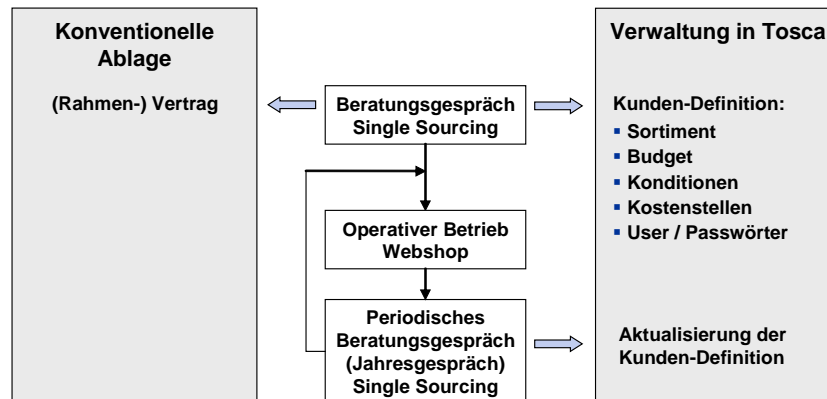 Konventionelle
Ablage
(Rahmen-) Vertrag
Beratungsgespräch
Single Sourcing
Operativer Betrieb
Webshop
Periodisches
Beratungsgespräch
(Jahresgespräch)
Single Sourcing
Verwaltung in Tosca
Kunden-Definition:
▪ Sortiment
▪ Budget
▪ Konditionen
▪ Kostenstellen
▪ User / Passwörter
Aktualisierung der
Kunden-Definition